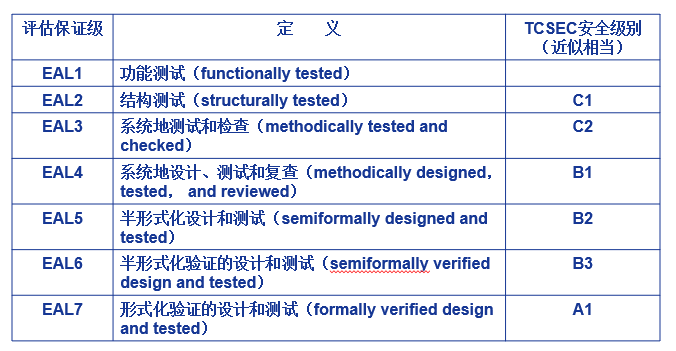 评估保证级 定 义 TCSEC安全级别
（近似相当）
EAL1 功能测试（functionally tested）
EAL2 结构测试（structurally tested） C1
EAL3 系统地测试和检查（methodically tested and
checked） C2
EAL4 系统地设计、测试和复查（methodically designed，
tested， and reviewed） B1
EAL5 半形式化设计和测试（semiformally designed and
tested） B2
EAL6 半形式化验证的设计和测试（semiformally verified
design and tested） B3
EAL7 形式化验证的设计和测试（formally verified design
and tested） A1